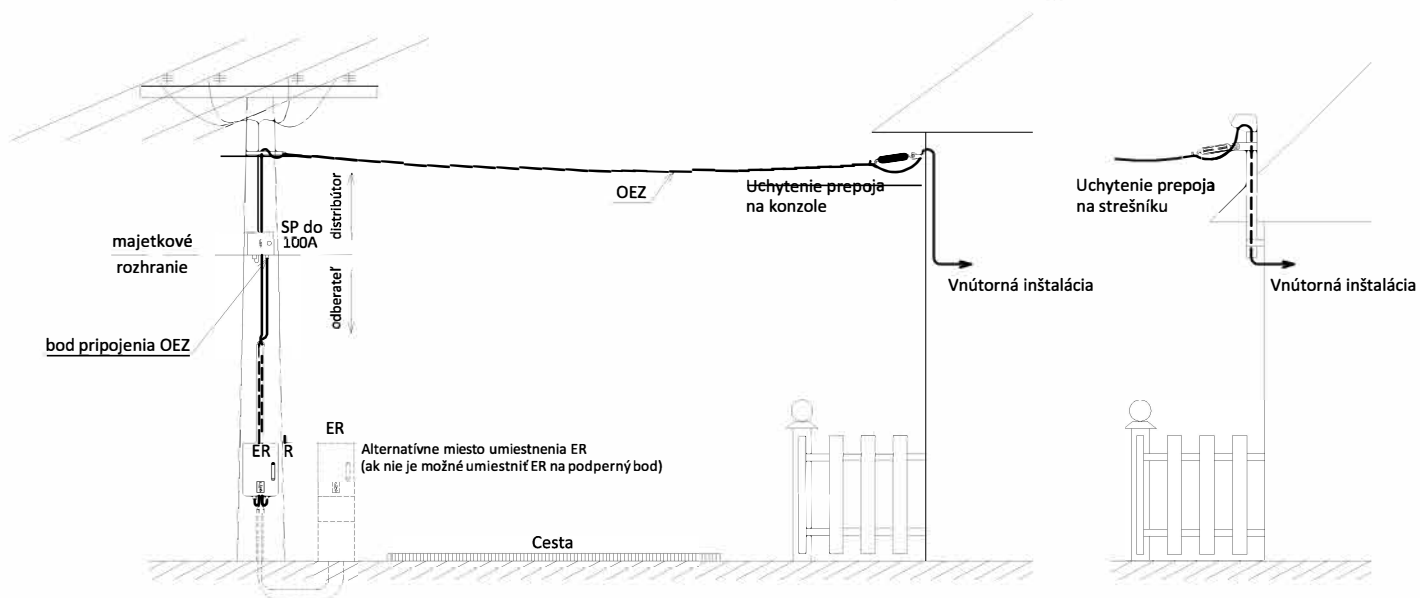 SP do
100A
distribútor
odberateľ
majetkové
rozhranie
bod pripojenia OEZ
OEZ
Uchytenie prepoja
na konzole
Vnútorná inštalácia
Uchytenie prepoja
na strešníku
Vnútorná inštalácia
ER
R
ER
Alternatívne miesto umiestnenia ER
(ak nie je možné umiestniť ER na podperný bod)
Cesta